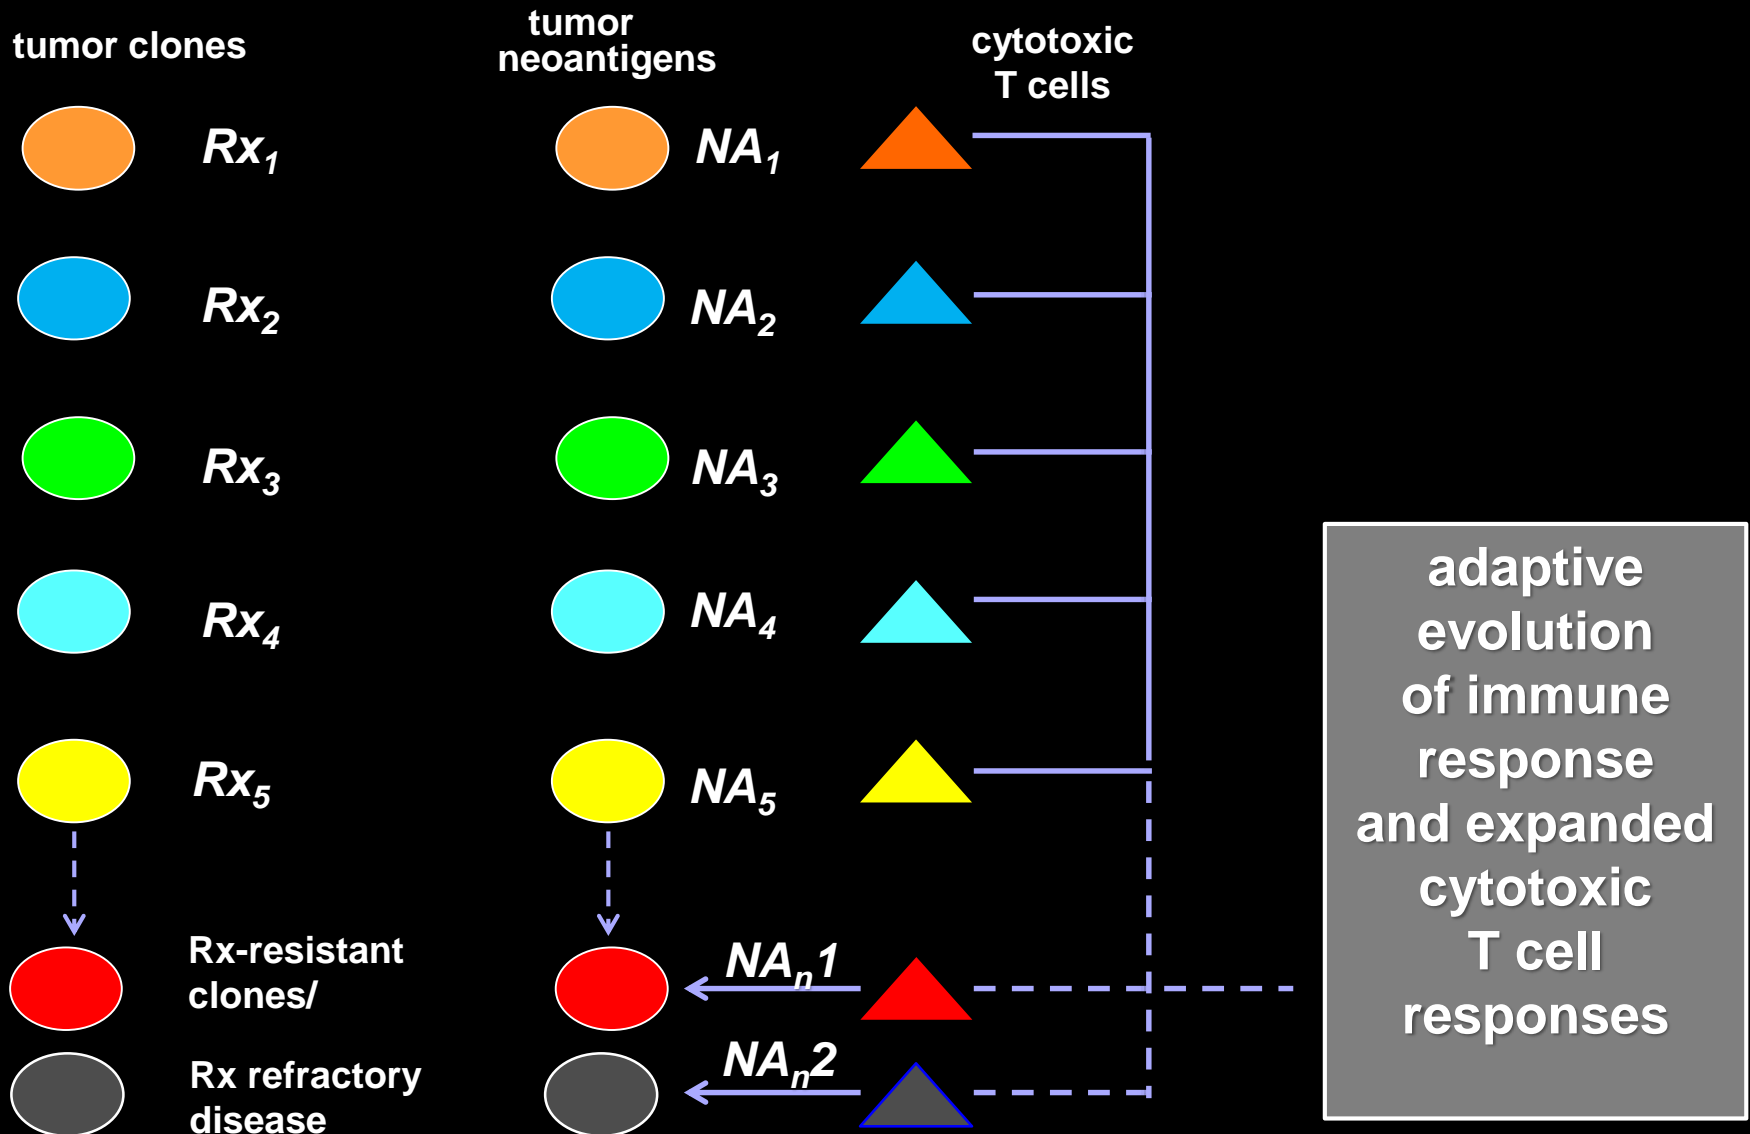 tumor clones
tumor
neoantigens
cytotoxic
T cells
Rx1
NA1
Rx2
NA2
Rx3
NA3
Rx4
NA4
Rx5
NA5
Rx-resistant
clones/
NAn1
Rx refractory
disease
NAn2
adaptive
evolution
of immune
response
and expanded
cytotoxic
T cell
responses